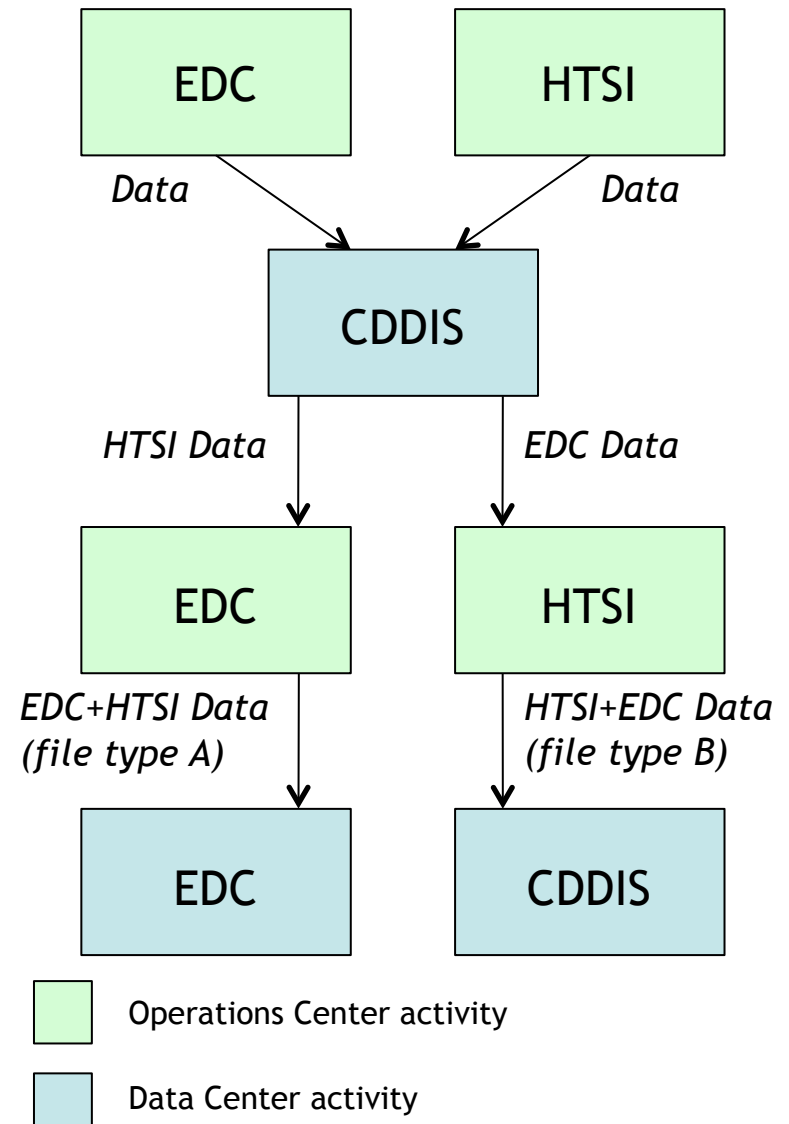 EDC
HTSI
Data
Data
CDDIS
HTSI Data
EDC Data
EDC
HTSI
EDC+HTSI Data
(file type A)
HTSI+EDC Data
(file type B)
EDC
CDDIS
Operations Center activity
Data Center activity